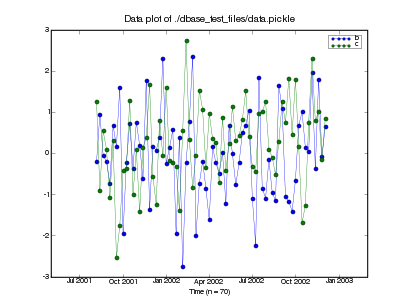 Data plot of ./dbase_test_files/data.pickle
3
2
1
0
-1
-2
-3
b
c
Jul 2001
Oct 2001
Jan 2002
Apr 2002
Jul 2002
Oct 2002
Jan 2003
Time (n = 70)